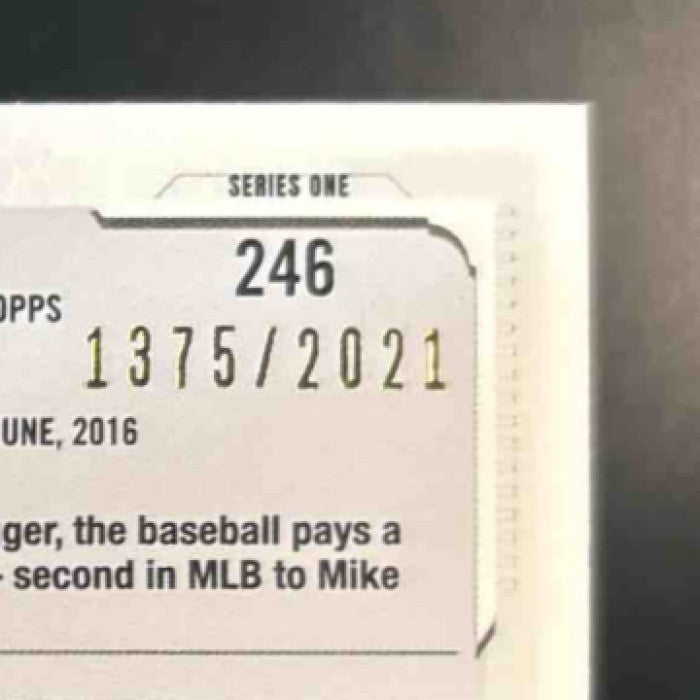 SERIES ONE
246
OPPS
1375/2021
UNE, 2016
ger, the baseball pays a
- second in MLB to Mike